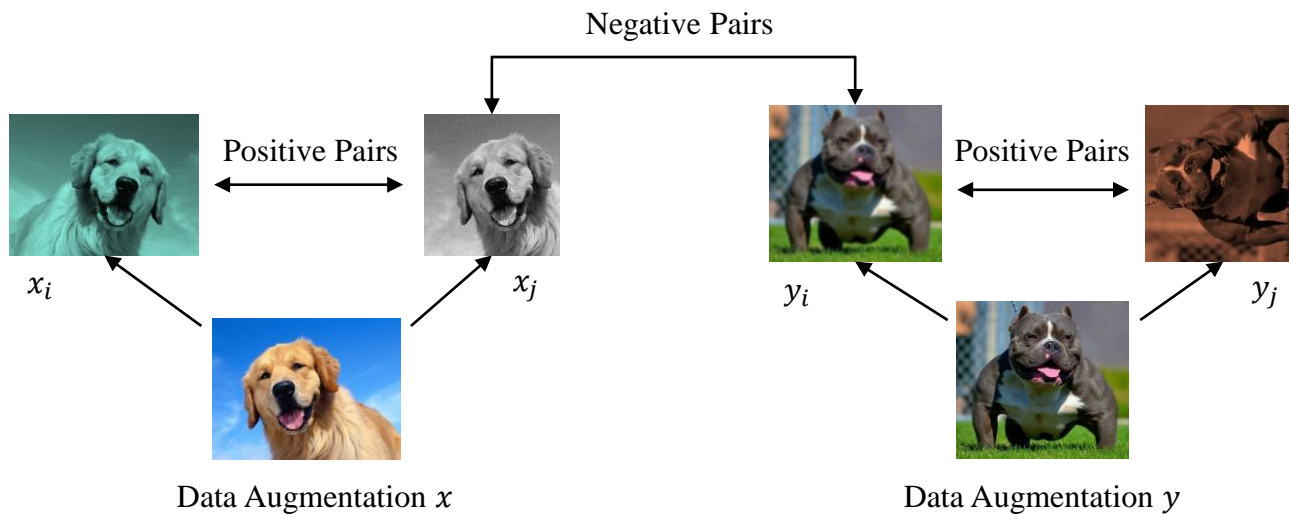 Negative Pairs
Positive Pairs
Positive Pairs
x_i
x_j
y_i
y_j
Data Augmentation x
Data Augmentation y